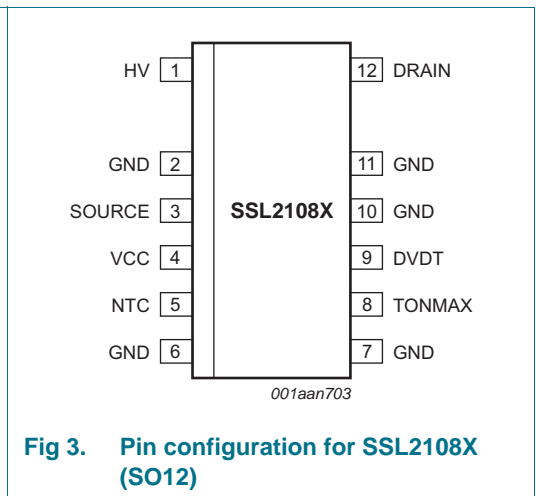 HV 1 12 DRAIN
GND 2 11 GND
SOURCE 3 SSL2108X 10 GND
VCC 4 9 DVDT
NTC 5 8 TONMAX
GND 6 7 GND
001aan703
Fig 3. Pin configuration for SSL2108X
(SO12)